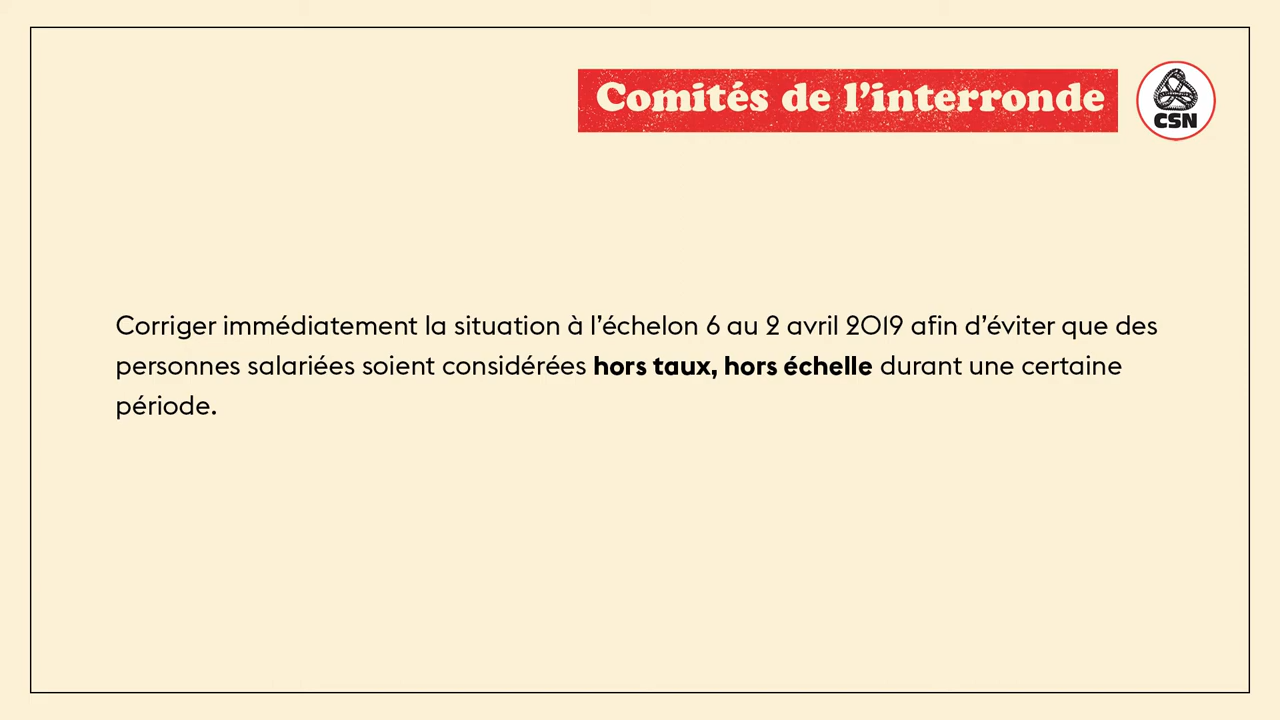 Comités de l’interronde
CSN
Corriger immédiatement la situation à l’échelon 6 au 2 avril 2019 afin d’éviter que des
personnes salariées soient considérées hors taux, hors échelle durant une certaine
période.